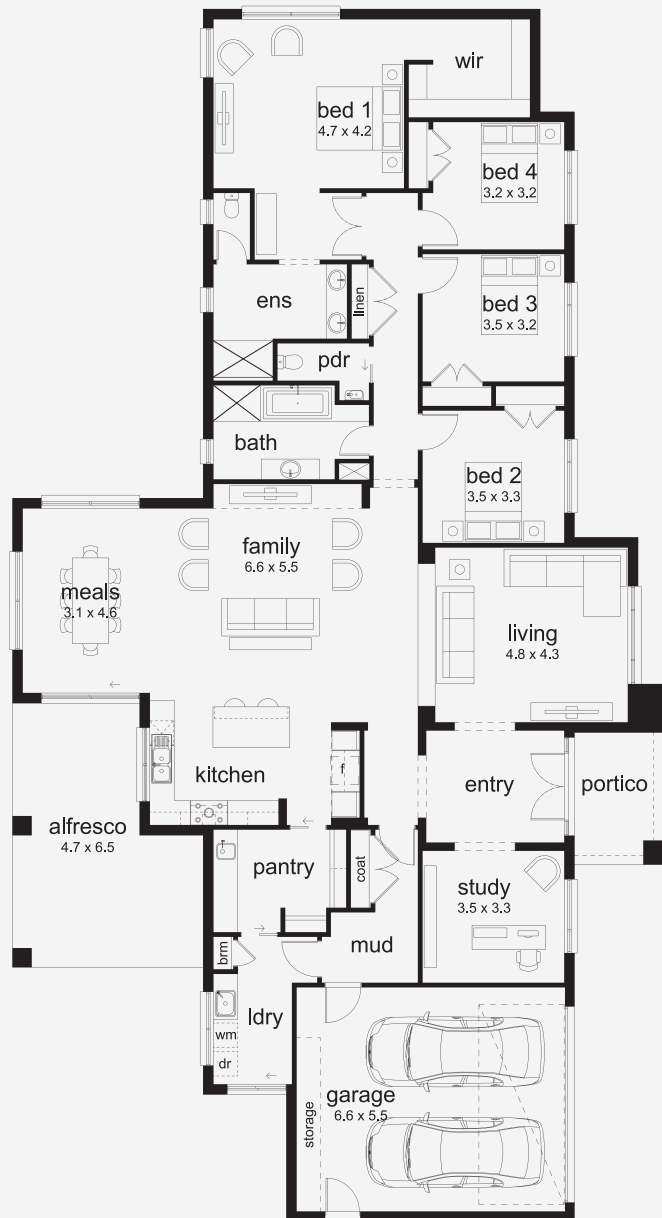 wir
bed 1
4.7 x 4.2
bed 4
3.2 x 3.2
bed 3
3.5 x 3.2
ens
linen
pdr
bath
bed 2
3.5 x 3.3
family
6.6 x 5.5
meals
3.1 x 4.6
living
4.8 x 4.3
kitchen
f
entry
portico
alfresco
4.7 x 6.5
pantry
coat
study
3.5 x 3.3
mud
brm
ldry
wm
dr
garage
6.6 x 5.5
storage